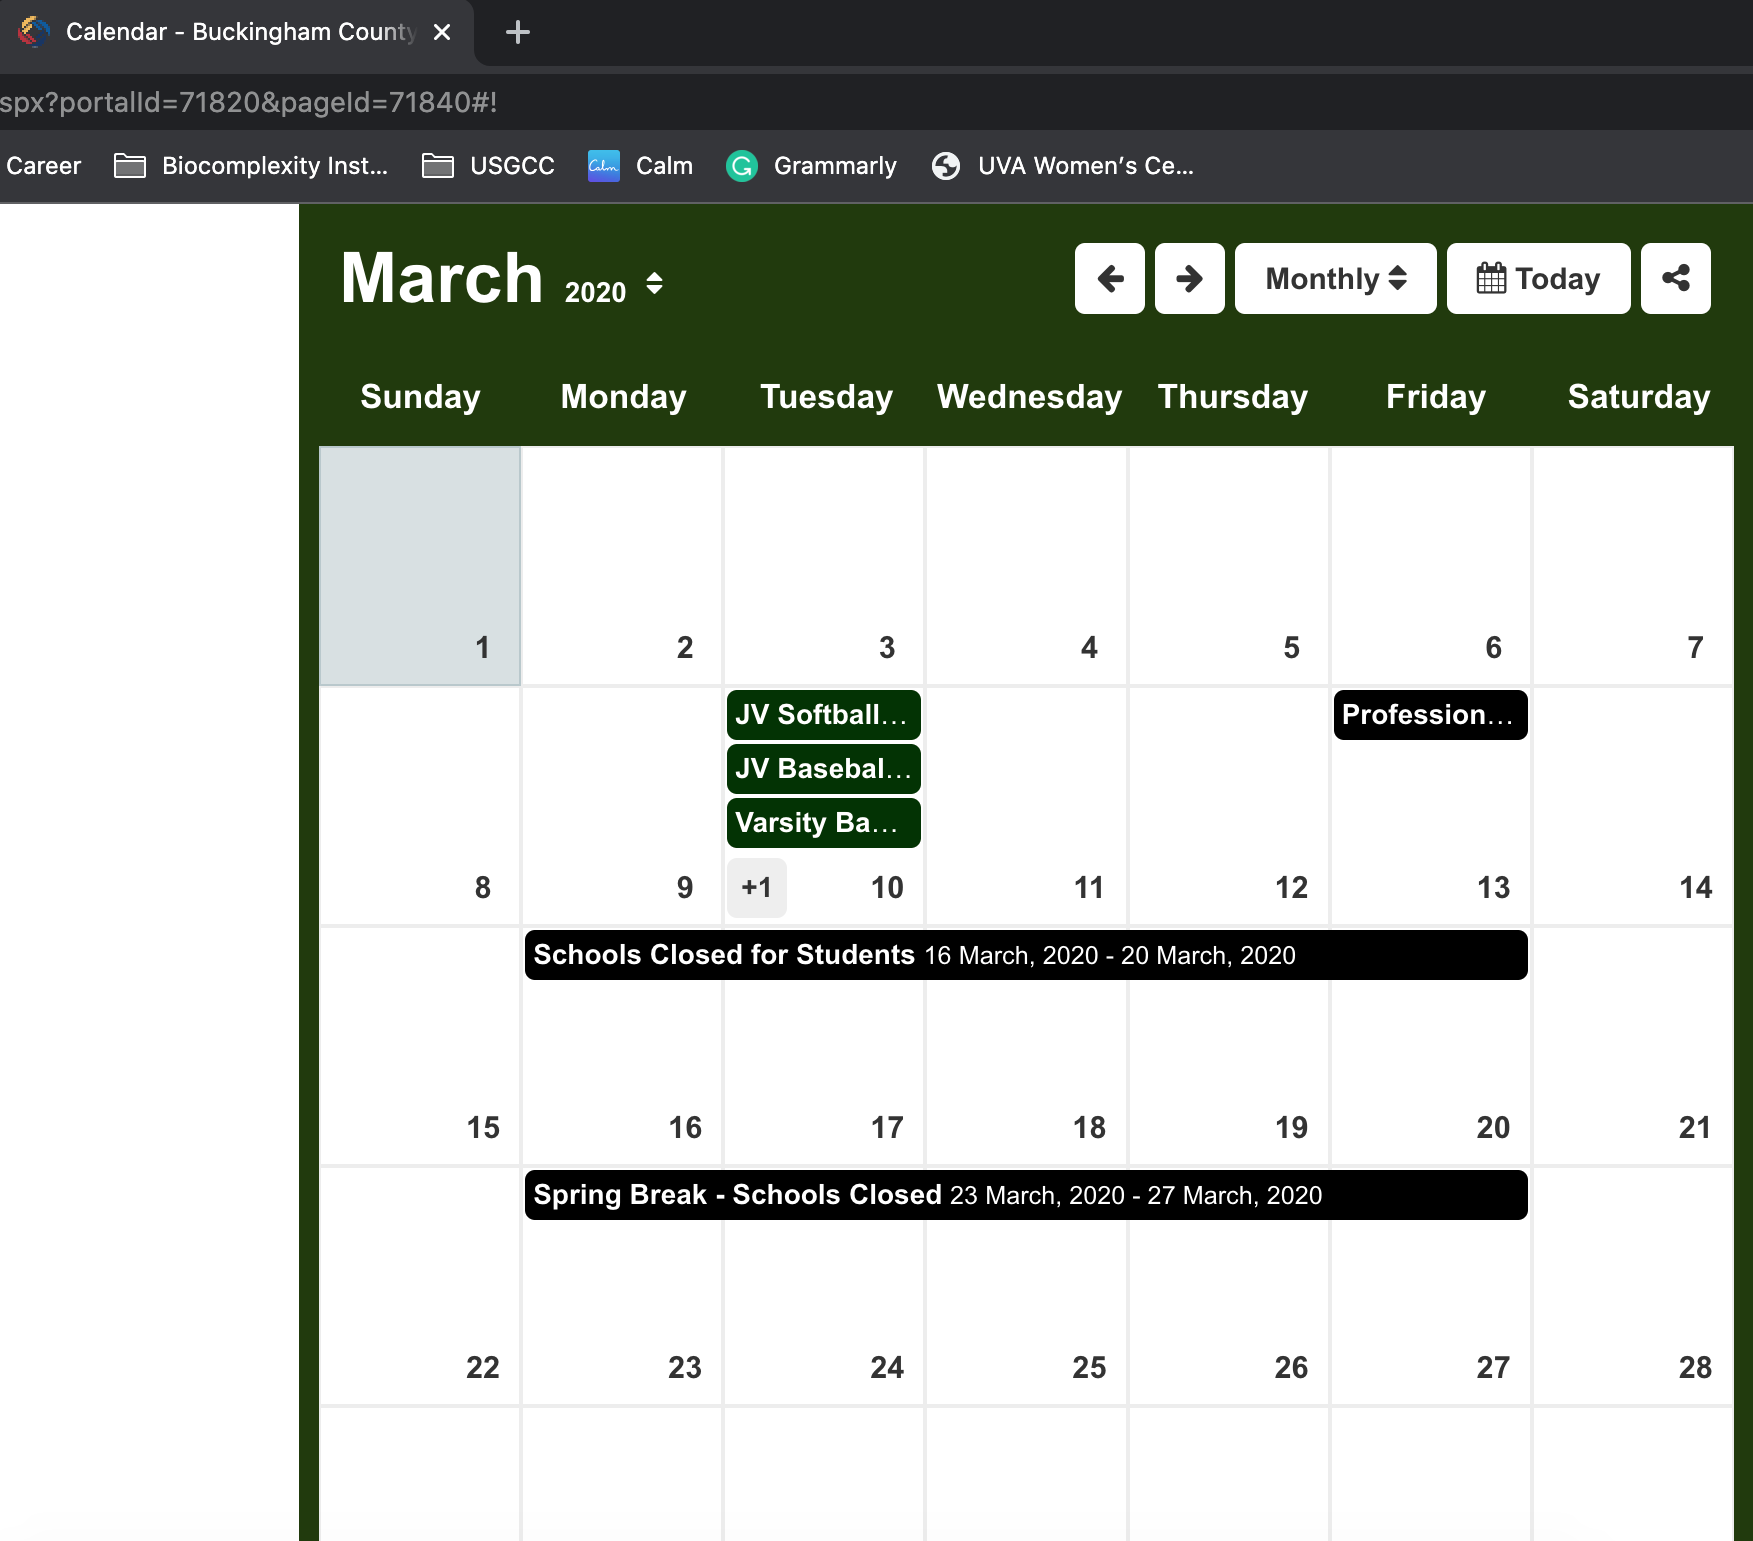 Calendar - Buckingham County
spx?portalId=71820&pageId=71840#!
Career Biocomplexity Inst... USGCC Calm Calm G Grammarly UVA Women's Ce...
March 2020 Monthly Today
Sunday Monday Tuesday Wednesday Thursday Friday Saturday
1 2 3 4 5 6 7
JV Softball... Profession...
JV Basebal...
Varsity Ba...
8 9 +1 10 11 12 13 14
Schools Closed for Students 16 March, 2020 - 20 March, 2020
15 16 17 18 19 20 21
Spring Break - Schools Closed 23 March, 2020 - 27 March, 2020
22 23 24 25 26 27 28